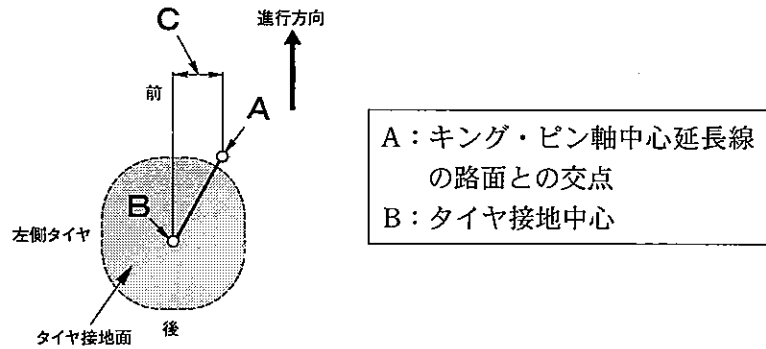 C
進行方向
前
A
B
左側タイヤ
タイヤ接地面
後
A:キング・ピン軸中心延長線
の路面との交点
B:タイヤ接地中心